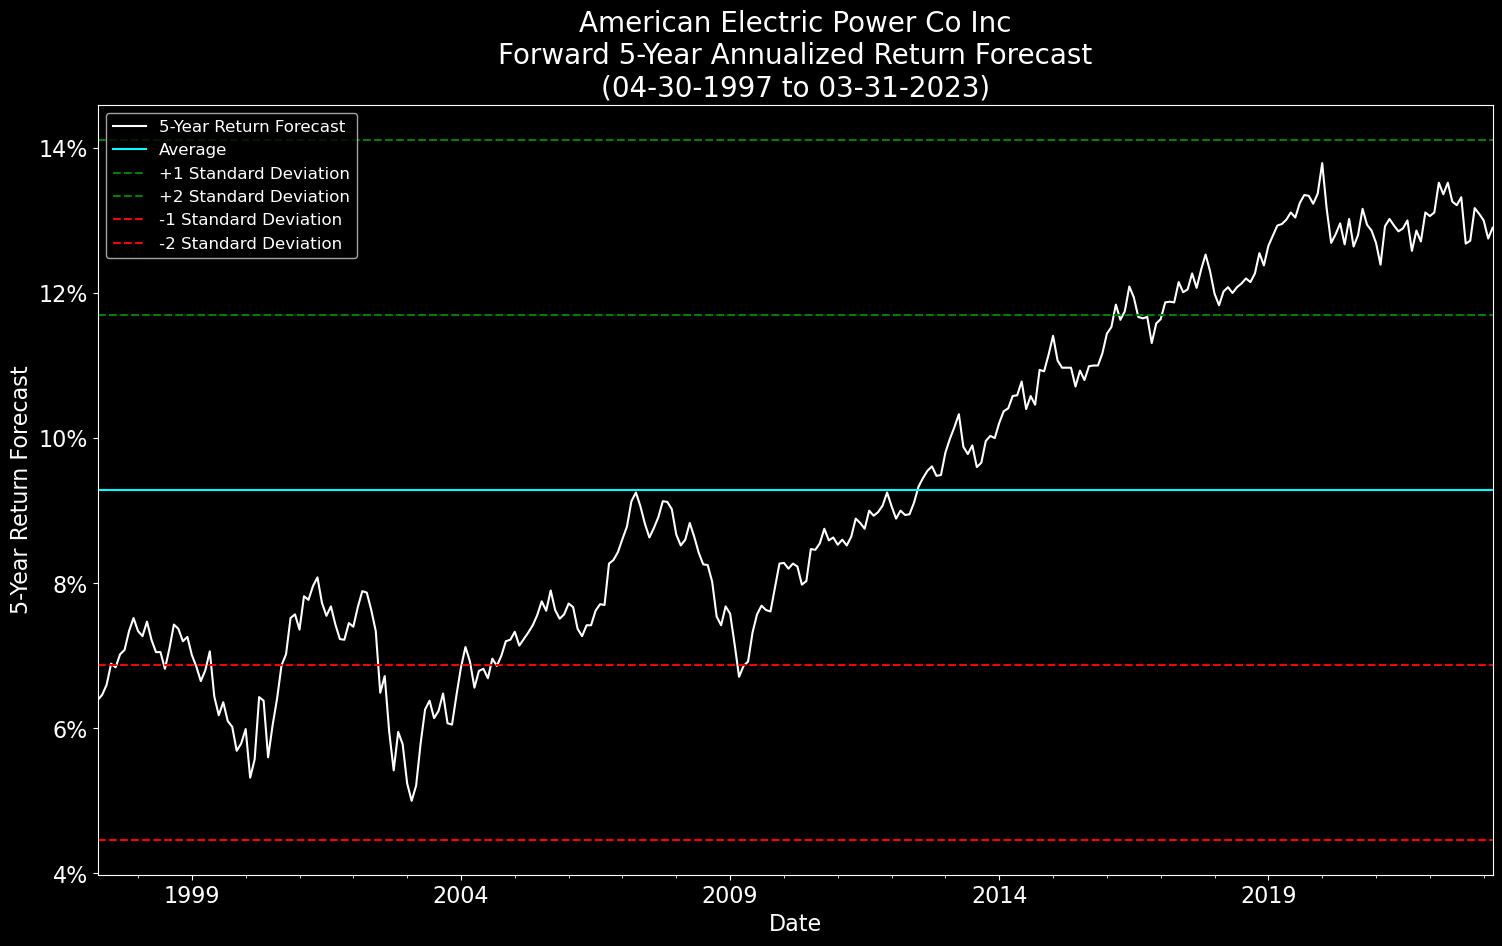 American Electric Power Co Inc
Forward 5-Year Annualized Return Forecast
(04-30-1997 to 03-31-2023)
5-Year Return Forecast
Average
+1 Standard Deviation
+2 Standard Deviation
-1 Standard Deviation
-2 Standard Deviation
14%
12%
10%
8%
6%
4%
5-Year Return Forecast
1999
2004
2009
2014
2019
Date